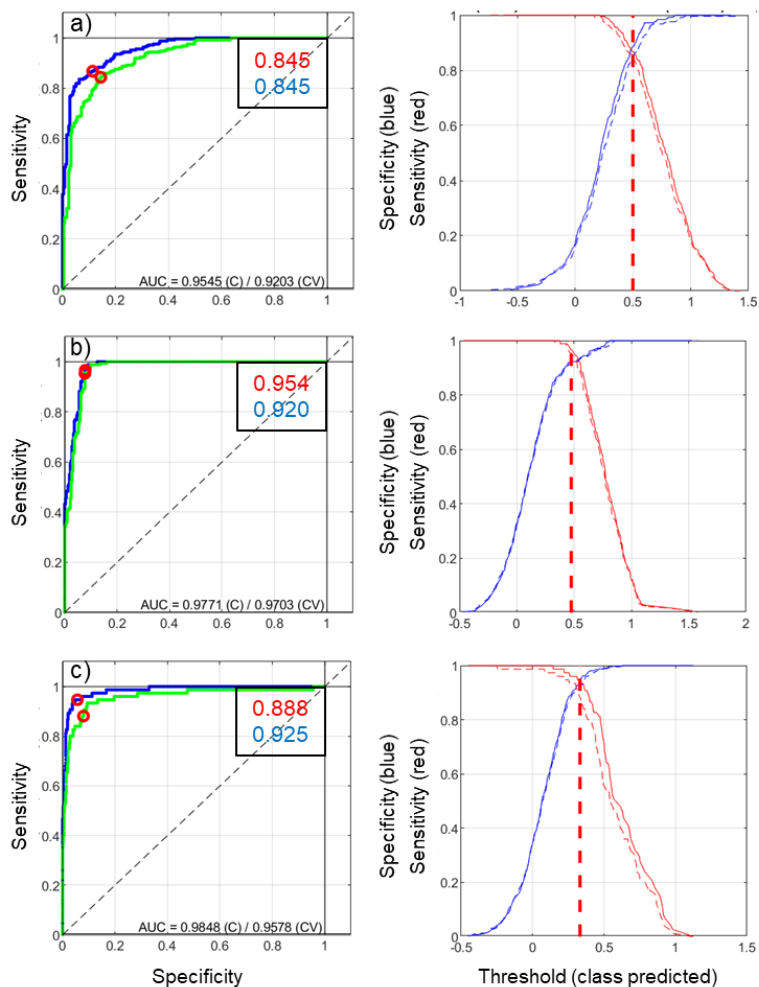 a)
0.845
0.845
AUC = 0.9545 (C) / 0.9203 (CV)
Sensitivity
1
0.8
0.6
0.4
0.2
0
0 0.2 0.4 0.6 0.8 1
Specificity (blue)
Sensitivity (red)
1
0.8
0.6
0.4
0.2
0
-1 -0.5 0 0.5 1 1.5
b)
0.954
0.920
AUC = 0.9771 (C) / 0.9703 (CV)
Sensitivity
1
0.8
0.6
0.4
0.2
0
0 0.2 0.4 0.6 0.8 1
Specificity (blue)
Sensitivity (red)
1
0.8
0.6
0.4
0.2
0
-0.5 0 0.5 1 1.5 2
c)
0.888
0.925
AUC = 0.9848 (C) / 0.9578 (CV)
Sensitivity
1
0.8
0.6
0.4
0.2
0
0 0.2 0.4 0.6 0.8 1
Specificity
Specificity (blue)
Sensitivity (red)
1
0.8
0.6
0.4
0.2
0
-0.5 0 0.5 1 1.5
Threshold (class predicted)